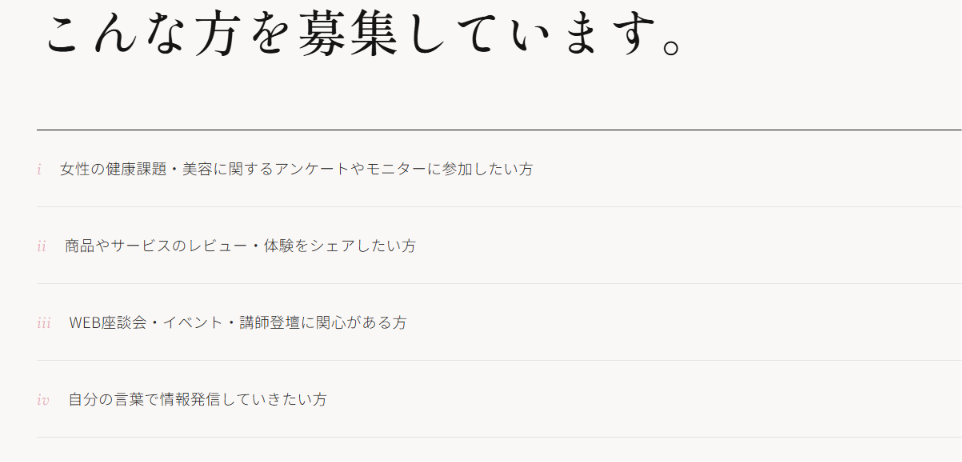 こんな方を募集しています。
i 女性の健康課題・美容に関するアンケートやモニターに参加したい方
ii 商品やサービスのレビュー・体験をシェアしたい方
iii WEB座談会・イベント・講師登壇に関心がある方
iv 自分の言葉で情報発信していきたい方